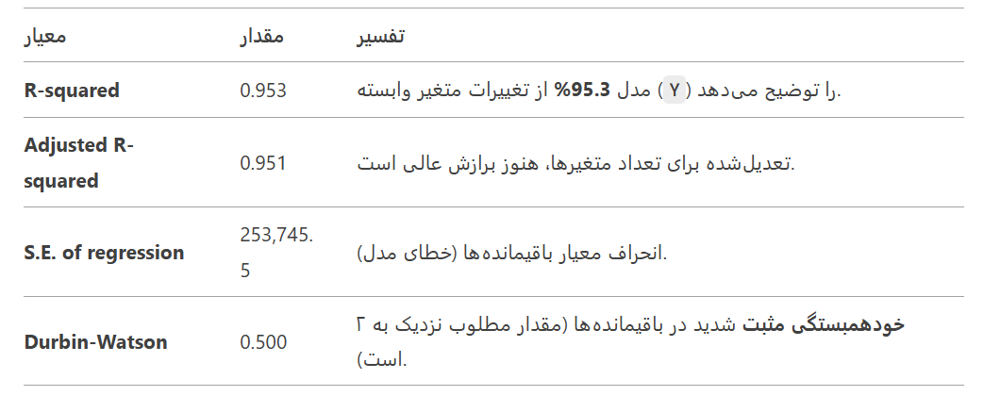 معیار مقدار تفسیر
R-squared 0.953 مدل 95.3% از تغییرات متغیر وابسته (Y) را توضیح می‌دهد.
Adjusted R-
squared
0.951
تعدیل‌شده برای تعداد متغیرها، هنوز برازش عالی است.
S.E. of regression
253,745.
5
انحراف معیار باقیمانده‌ها (خطای مدل).
Durbin-Watson 0.500
خودهمبستگی مثبت شدید در باقیمانده‌ها (مقدار مطلوب نزدیک به ۲
است).